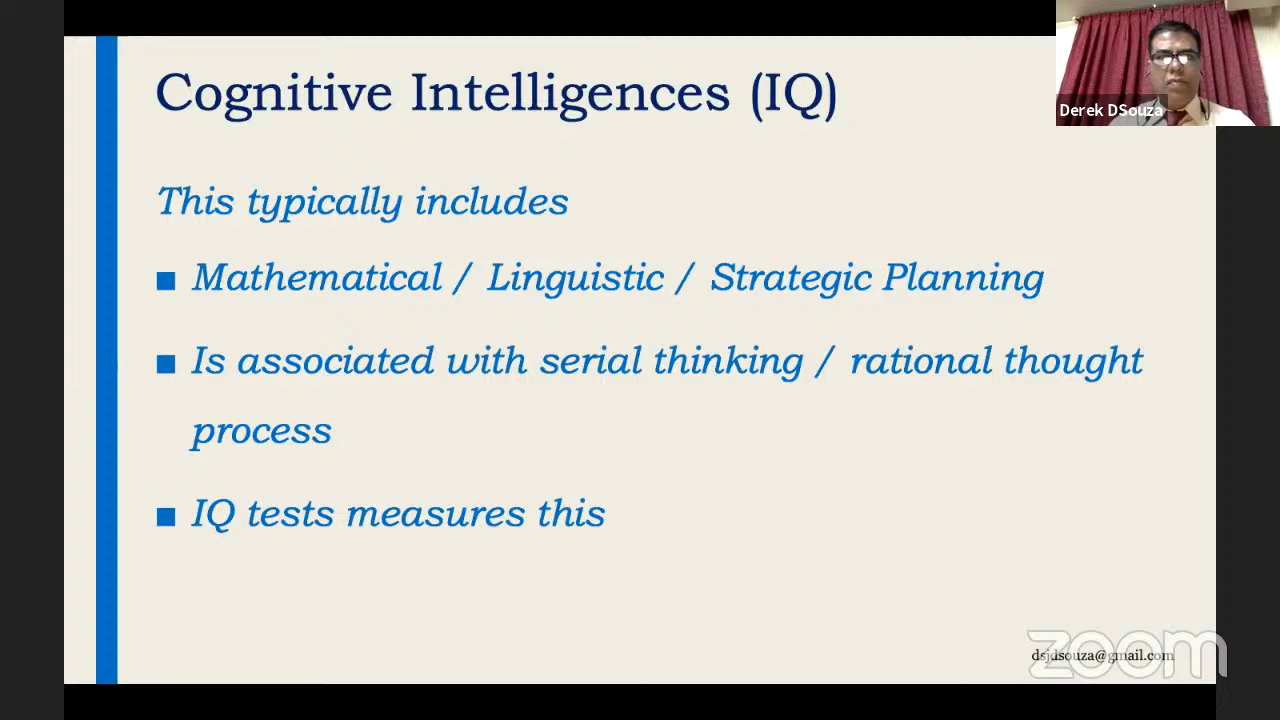 Cognitive Intelligences (IQ)
Derek DSouza
This typically includes
■ Mathematical / Linguistic / Strategic Planning
■ Is associated with serial thinking / rational thought
process
■ IQ tests measures this
zoom
dsjdsouza@gmail.com